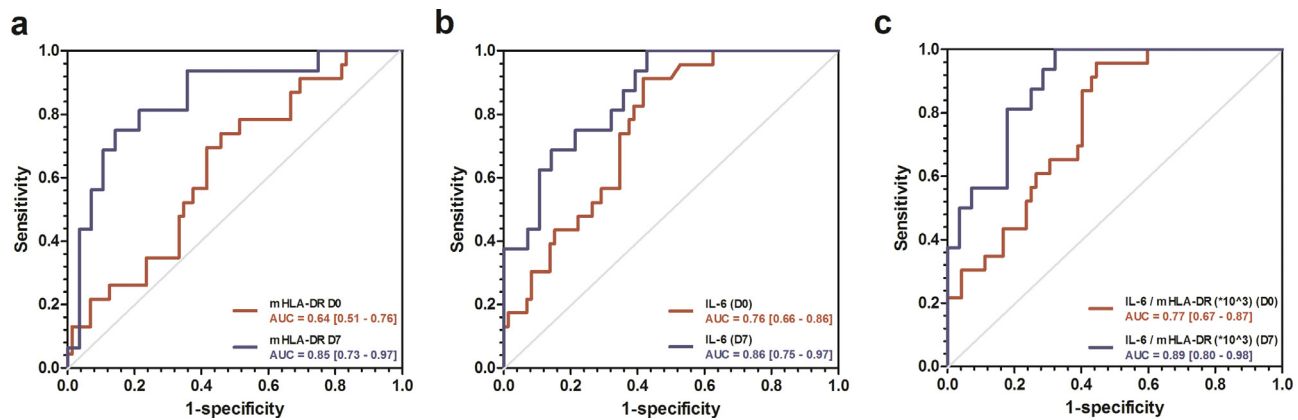 a
1.0
0.8
0.6
0.4
0.2
0.0
Sensitivity
mHLA-DR D0
AUC = 0.64 [0.51 - 0.76]
mHLA-DR D7
AUC = 0.85 [0.73 - 0.97]
0.0 0.2 0.4 0.6 0.8 1.0
1-specificity
b
1.0
0.8
0.6
0.4
0.2
0.0
Sensitivity
IL-6 (D0)
AUC = 0.76 [0.66 - 0.86]
IL-6 (D7)
AUC = 0.86 [0.75 - 0.97]
0.0 0.2 0.4 0.6 0.8 1.0
1-specificity
c
1.0
0.8
0.6
0.4
0.2
0.0
Sensitivity
IL-6 / mHLA-DR (*10^3) (D0)
AUC = 0.77 [0.67 - 0.87]
IL-6 / mHLA-DR (*10^3) (D7)
AUC = 0.89 [0.80 - 0.98]
0.0 0.2 0.4 0.6 0.8 1.0
1-specificity